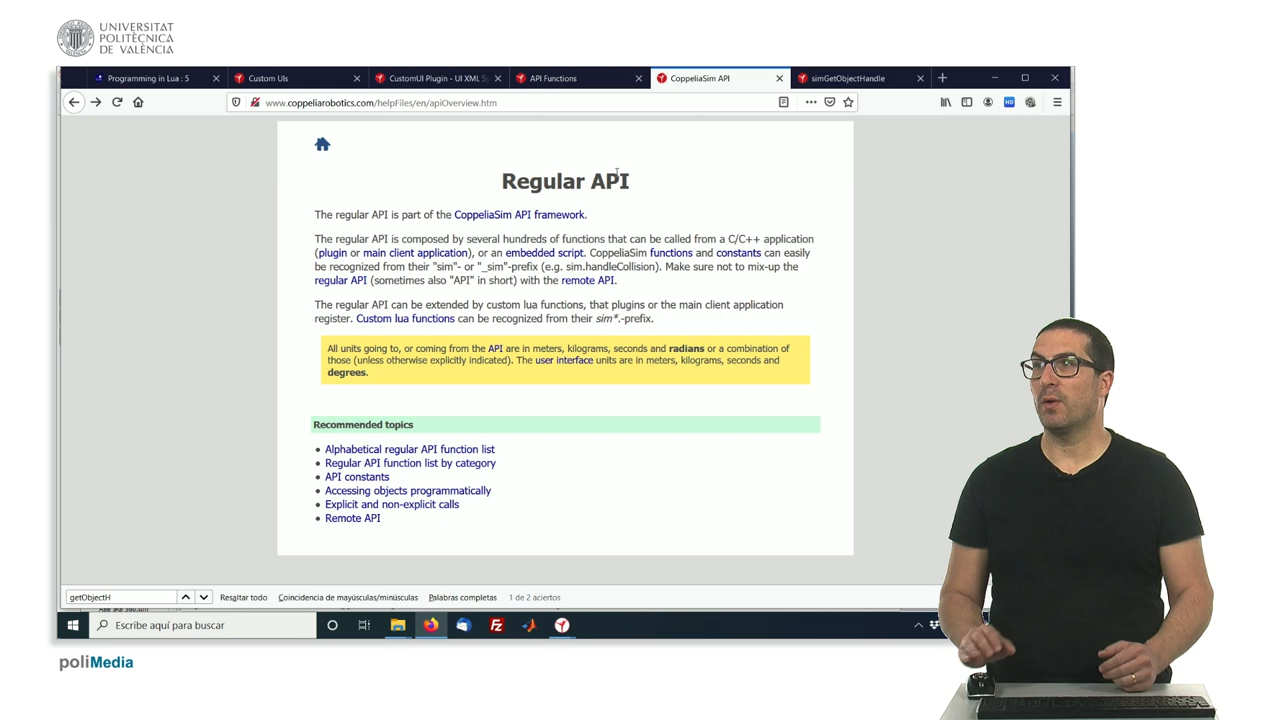 UNIVERSITAT
POLITÈCNICA
DE VALÈNCIA
Programming in Lua : 5
Custom UIs
CustomUI Plugin - UI XML
API Functions
CoppeliaSim API
simGetObjectHandle
www.coppeliarobotics.com/helpFiles/en/apiOverview.htm
Regular API
The regular API is part of the CoppeliaSim API framework.
The regular API is composed by several hundreds of functions that can be called from a C/C++ application
(plugin or main client application), or an embedded script. CoppeliaSim functions and constants can easily
be recognized from their "sim"- or "_sim"-prefix (e.g. sim.handleCollision). Make sure not to mix-up the
regular API (sometimes also "API" in short) with the remote API.
The regular API can be extended by custom lua functions, that plugins or the main client application
register. Custom lua functions can be recognized from their sim*.-prefix.
All units going to, or coming from the API are in meters, kilograms, seconds and radians or a combination of
those (unless otherwise explicitly indicated). The user interface units are in meters, kilograms, seconds and
degrees.
Recommended topics
• Alphabetical regular API function list
• Regular API function list by category
• API constants
• Accessing objects programmatically
• Explicit and non-explicit calls
• Remote API
getObjectH
Resaltar todo
Coincidencia de mayúsculas/minúsculas
Palabras completas
1 de 2 aciertos
Escribe aquí para buscar
poliMedia